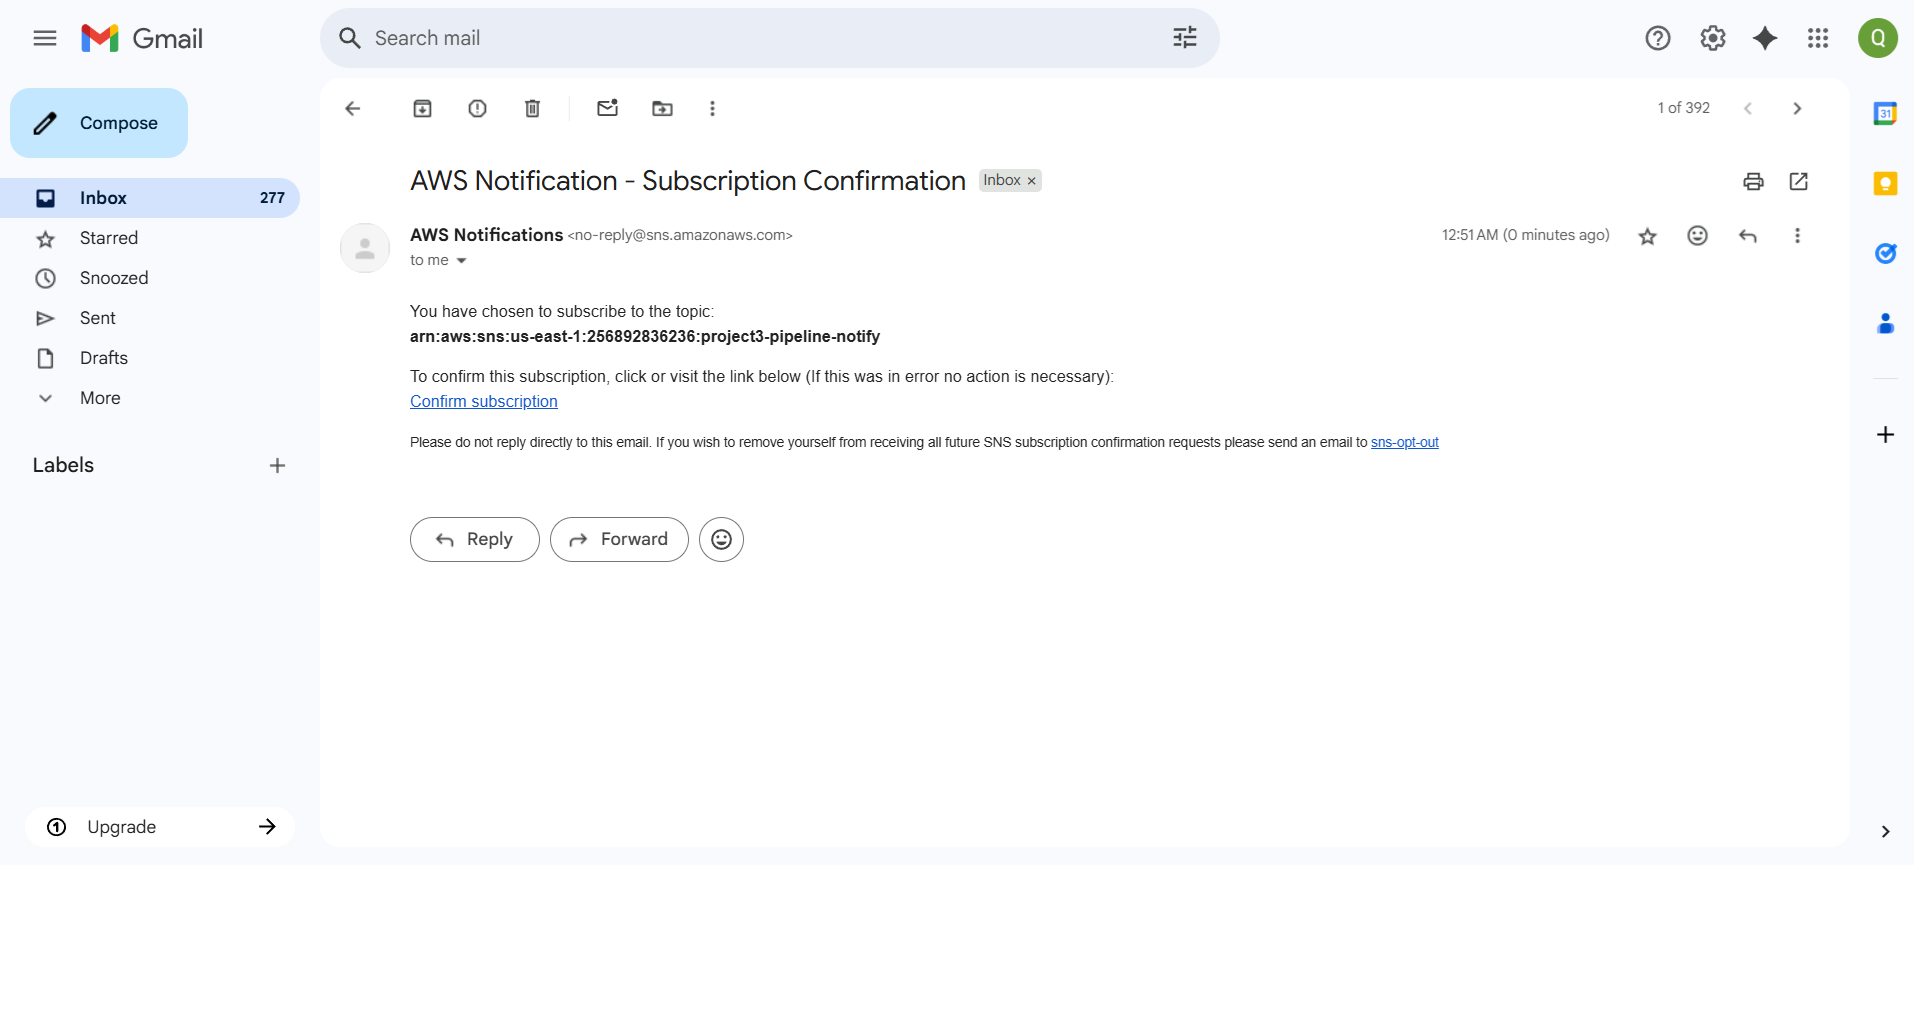 Gmail
Search mail
Q
Compose
Inbox 277
Starred
Snoozed
Sent
Drafts
More
Labels
Upgrade
1 of 392
AWS Notification - Subscription Confirmation Inbox ×
AWS Notifications <no-reply@sns.amazonaws.com>
12:51 AM (0 minutes ago)
to me
You have chosen to subscribe to the topic:
arn:aws:sns:us-east-1:256892836236:project3-pipeline-notify
To confirm this subscription, click or visit the link below (If this was in error no action is necessary):
Confirm subscription
Please do not reply directly to this email. If you wish to remove yourself from receiving all future SNS subscription confirmation requests please send an email to sns-opt-out
Reply
Forward
31